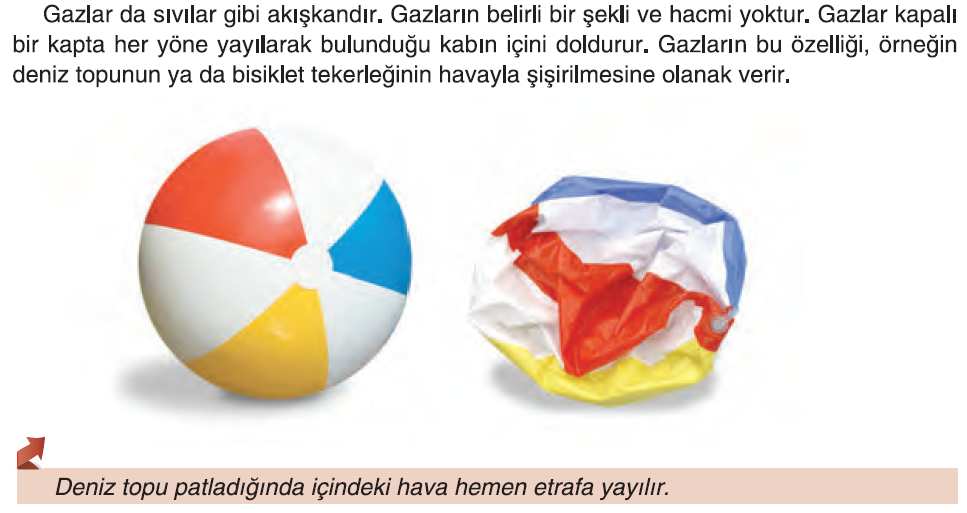 Gazlar da sıvılar gibi akışkandır. Gazların belirli bir şekli ve hacmi yoktur. Gazlar kapalı
bir kapta her yöne yayılarak bulunduğu kabın içini doldurur. Gazların bu özelliği, örneğin
deniz topunun ya da bisiklet tekerleğinin havayla şişirilmesine olanak verir.
Deniz topu patladığında içindeki hava hemen etrafa yayılır.